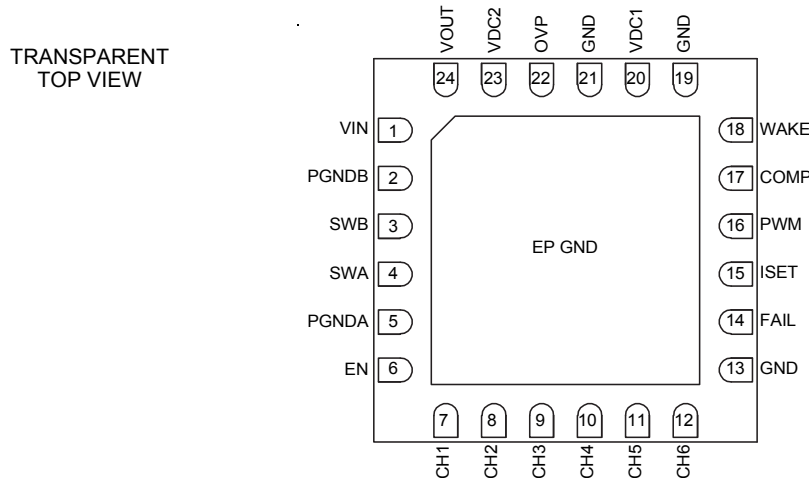 TRANSPARENT
TOP VIEW
VOUT
VDC2
OVP
GND
VDC1
GND
24
23
22
21
20
19
VIN 1
PGNDB 2
SWB 3
SWA 4
PGNDA 5
EN 6
EP GND
18 WAKE
17 COMP
16 PWM
15 ISET
14 FAIL
13 GND
7
8
9
10
11
12
CH1
CH2
CH3
CH4
CH5
CH6